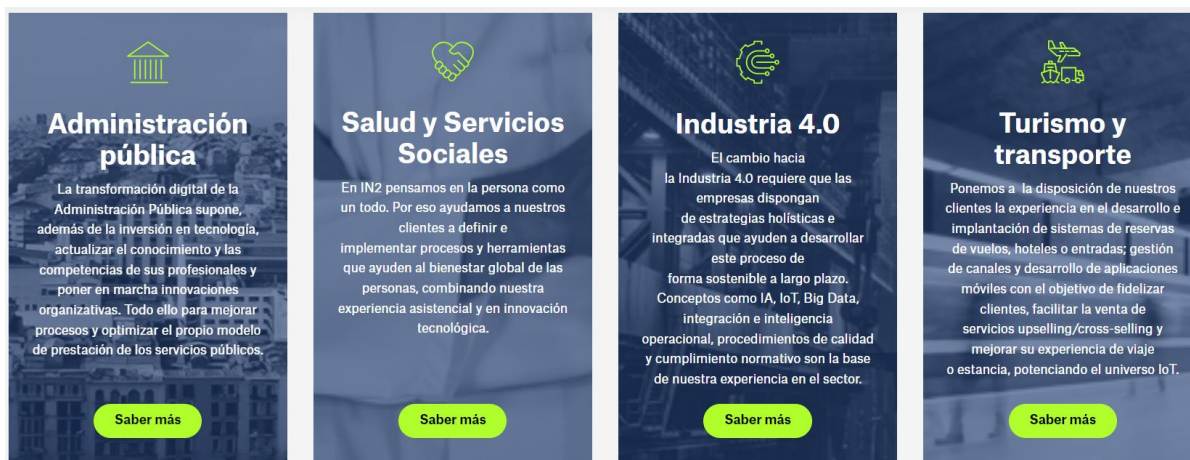 Administración
pública
La transformación digital de la
Administración Pública supone,
además de la inversión en tecnología,
actualizar el conocimiento y las
competencias de sus profesionales y
poner en marcha innovaciones
organizativas. Todo ello para mejorar
procesos y optimizar el propio modelo
de prestación de los servicios públicos.
Saber más
Salud y Servicios
Sociales
En IN2 pensamos en la persona como
un todo. Por eso ayudamos a nuestros
clientes a definir e
implementar procesos y herramientas
que ayuden al bienestar global de las
personas, combinando nuestra
experiencia asistencial y en innovación
tecnológica.
Saber más
Industria 4.0
El cambio hacia
la Industria 4.0 requiere que las
empresas dispongan
de estrategias holísticas e
integradas que ayuden a desarrollar
este proceso de
forma sostenible a largo plazo.
Conceptos como IA, IoT, Big Data,
integración e inteligencia
operacional, procedimientos de calidad
y cumplimiento normativo son la base
de nuestra experiencia en el sector.
Saber más
Turismo y
transporte
Ponemos a la disposición de nuestros
clientes la experiencia en el desarrollo e
implantación de sistemas de reservas
de vuelos, hoteles o entradas; gestión
de canales y desarrollo de aplicaciones
móviles con el objetivo de fidelizar
clientes, facilitar la venta de
servicios upselling/cross-selling y
mejorar su experiencia de viaje
o estancia, potenciando el universo IoT.
Saber más